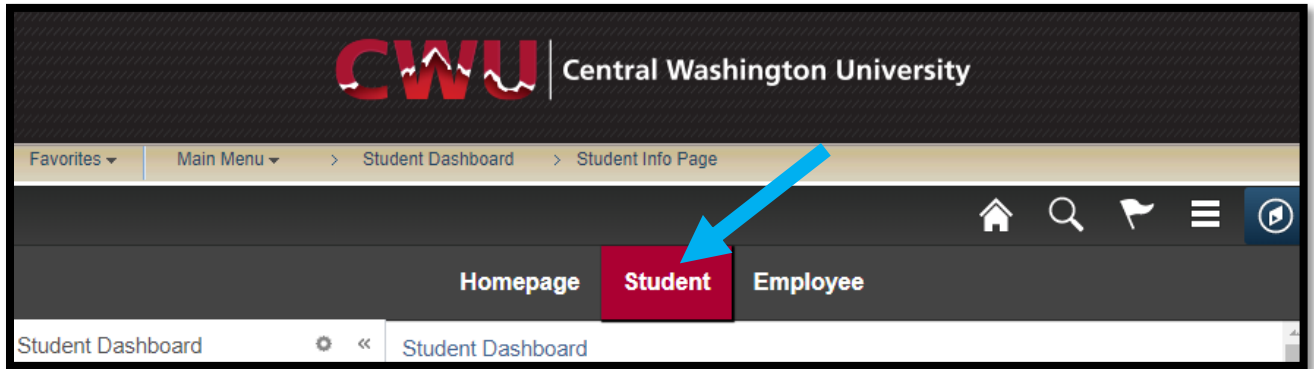 CWU Central Washington University
Favorites Main Menu > Student Dashboard > Student Info Page
Homepage Student Employee
Student Dashboard « Student Dashboard